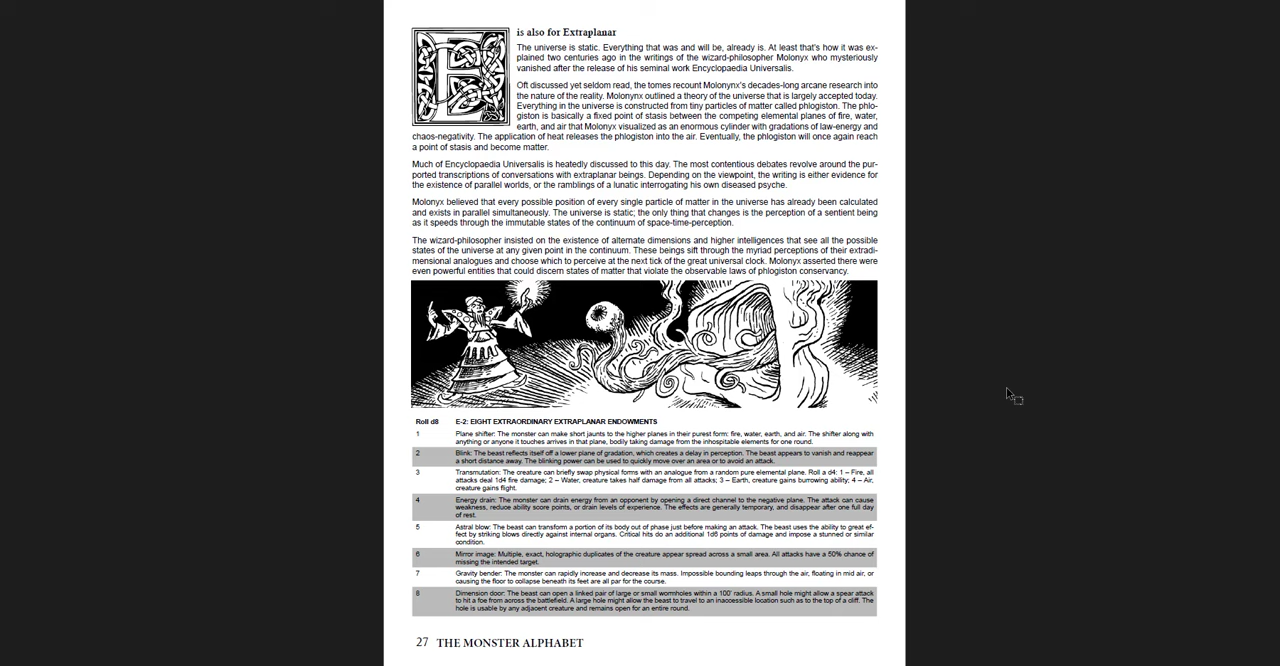 E is also for Extraplanar
The universe is static. Everything that was and will be, already is. At least that's how it was ex-
plained two centuries ago in the writings of the wizard-philosopher Molonyx who mysteriously
vanished after the release of his seminal work Encyclopaedia Universalis.
Oft discussed yet seldom read, the tomes recount Molonynx's decades-long arcane research into
the nature of the reality. Molonynx outlined a theory of the universe that is largely accepted today.
Everything in the universe is constructed from tiny particles of matter called phlogiston. The phlo-
giston is basically a fixed point of stasis between the competing elemental planes of fire, water,
earth, and air that Molonyx visualized as an enormous cylinder with gradations of law-energy and
chaos-negativity. The application of heat releases the phlogiston into the air. Eventually, the phlogiston will once again reach
a point of stasis and become matter.
Much of Encyclopaedia Universalis is heatedly discussed to this day. The most contentious debates revolve around the pur-
ported transcriptions of conversations with extraplanar beings. Depending on the viewpoint, the writing is either evidence for
the existence of parallel worlds, or the ramblings of a lunatic interrogating his own diseased psyche.
Molonyx believed that every possible position of every single particle of matter in the universe has already been calculated
and exists in parallel simultaneously. The universe is static; the only thing that changes is the perception of a sentient being
as it speeds through the immutable states of the continuum of space-time-perception.
The wizard-philosopher insisted on the existence of alternate dimensions and higher intelligences that see all the possible
states of the universe at any given point in the continuum. These beings sift through the myriad perceptions of their extradi-
mensional analogues and choose which to perceive at the next tick of the great universal clock. Molonyx asserted there were
even powerful entities that could discern states of matter that violate the observable laws of phlogiston conservancy.
Roll d8 E-2: EIGHT EXTRAORDINARY EXTRAPLANAR ENDOWMENTS
1 Plane shifter: The monster can make short jaunts to the higher planes in their purest form: fire, water, earth, and air. The shifter along with
anything or anyone it touches arrives in that plane, bodily taking damage from the inhospitable elements for one round.
2 Blink: The beast reflects itself off a lower plane of gradation, which creates a delay in perception. The beast appears to vanish and reappear
a short distance away. The blinking power can be used to quickly move over an area or to avoid an attack.
3 Transmutation: The creature can briefly swap physical forms with an analogue from a random pure elemental plane. Roll a d4: 1 – Fire, all
attacks deal 1d4 fire damage; 2 – Water, creature takes half damage from all attacks; 3 – Earth, creature gains burrowing ability; 4 – Air,
creature gains flight.
4 Energy drain: The monster can drain energy from an opponent by opening a direct channel to the negative plane. The attack can cause
weakness, reduce ability score points, or drain levels of experience. The effects are generally temporary, and disappear after one full day
of rest.
5 Astral blow: The beast can transform a portion of its body out of phase just before making an attack. The beast uses the ability to great ef-
fect by striking blows directly against internal organs. Critical hits do an additional 1d6 points of damage and impose a stunned or similar
condition.
6 Mirror image: Multiple, exact, holographic duplicates of the creature appear spread across a small area. All attacks have a 50% chance of
missing the intended target.
7 Gravity bender: The monster can rapidly increase and decrease its mass. Impossible bounding leaps through the air, floating in mid air, or
causing the floor to collapse beneath its feet are all par for the course.
8 Dimension door: The beast can open a linked pair of large or small wormholes within a 100' radius. A small hole might allow a spear attack
to hit a foe from across the battlefield. A large hole might allow the beast to travel to an inaccessible location such as to the top of a cliff. The
hole is usable by any adjacent creature and remains open for an entire round.
27 THE MONSTER ALPHABET